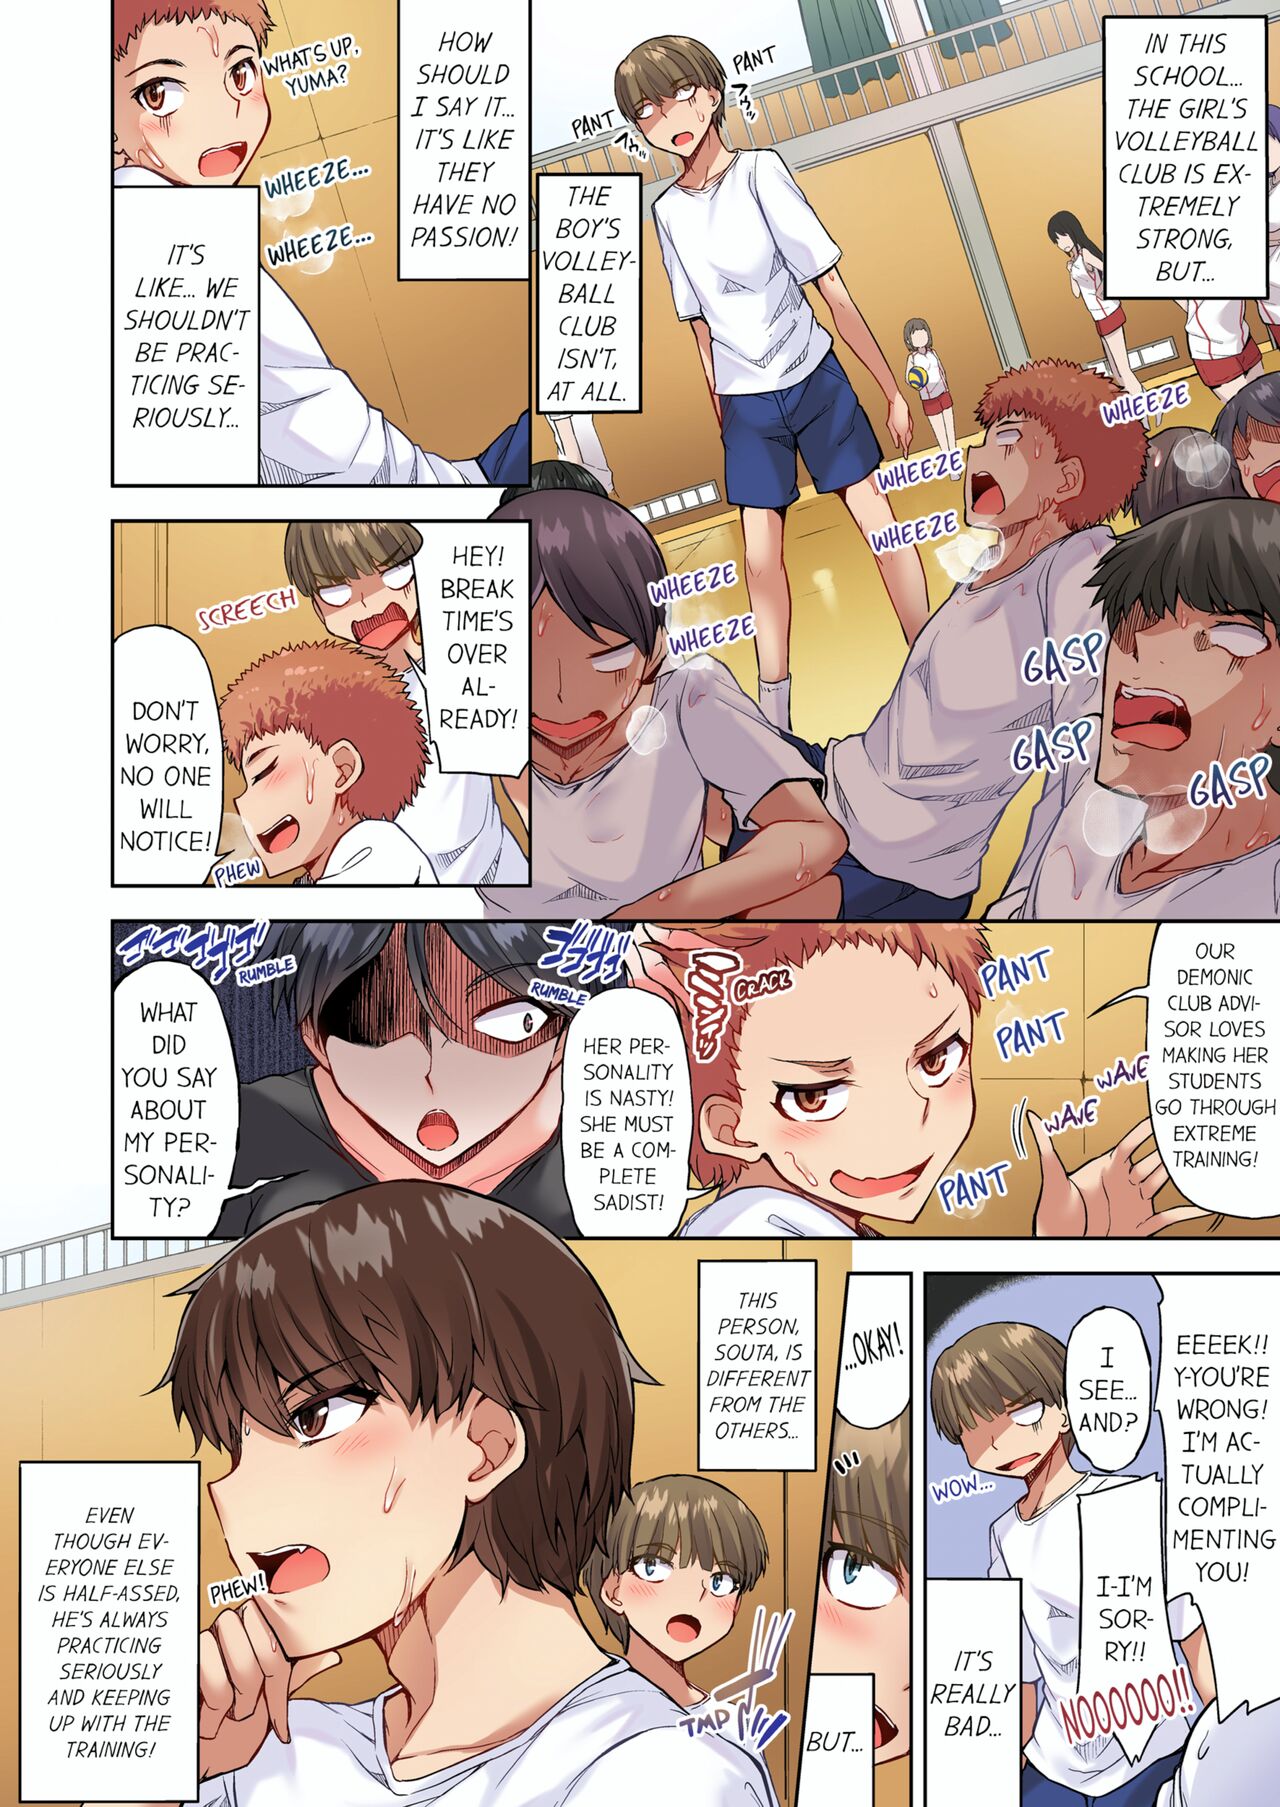 IN THIS
SCHOOL...
THE GIRL'S
VOLLEYBALL
CLUB IS EX-
TREMELY
STRONG,
BUT...
PANT
PANT
THE
BOY'S
VOLLEY-
BALL
CLUB
ISN'T,
AT ALL.
WHEEZE
WHEEZE
WHEEZE
WHEEZE
WHEEZE
GASP
GASP
GASP
HOW
SHOULD
I SAY IT...
IT'S LIKE
THEY
HAVE NO
PASSION!
WHAT'S UP,
YUMA?
WHEEZE...
WHEEZE...
IT'S
LIKE... WE
SHOULDN'T
BE PRAC-
TICING SE-
RIOUSLY...
HEY!
BREAK
TIME'S
OVER
AL-
READY!
SCREECH
DON'T
WORRY,
NO ONE
WILL
NOTICE!
PHEW
OUR
DEMONIC
CLUB ADVI-
SOR LOVES
MAKING HER
STUDENTS
GO THROUGH
EXTREME
TRAINING!
PANT
PANT
WAVE
WAVE
PANT
CRACK
HER PER-
SONALITY
IS NASTY!
SHE MUST
BE A COM-
PLETE
SADIST!
ゴゴゴゴ
RUMBLE
ゴゴゴゴ
RUMBLE
WHAT
DID
YOU SAY
ABOUT
MY PER-
SONALI-
TY?
EEEEK!!
Y-YOU'RE
WRONG!
I'M AC-
TUALLY
COMPLI-
MENTING
YOU!
I
SEE...
AND?
WOW...
I-I'M
SOR-
RY!!
NOOOOOO!!
IT'S
REALLY
BAD...
...OKAY!
BUT...
THIS
PERSON,
SOUTA, IS
DIFFERENT
FROM THE
OTHERS...
TMP
PHEW!
EVEN
THOUGH EV-
ERYONE ELSE
IS HALF-ASSED,
HE'S ALWAYS
PRACTICING
SERIOUSLY
AND KEEPING
UP WITH THE
TRAINING!